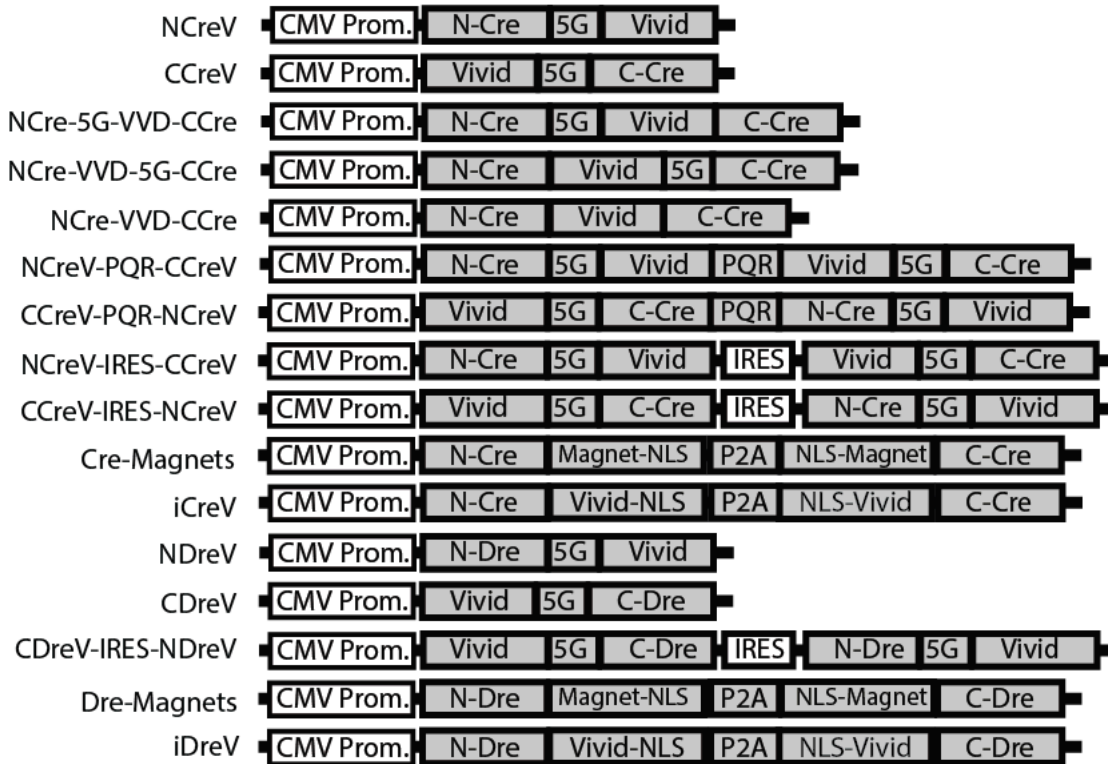 NCreV CMV Prom. N-Cre 5G Vivid
CCreV CMV Prom. Vivid 5G C-Cre
NCre-5G-VVD-CCre CMV Prom. N-Cre 5G Vivid C-Cre
NCre-VVD-5G-CCre CMV Prom. N-Cre Vivid 5G C-Cre
NCre-VVD-CCre CMV Prom. N-Cre Vivid C-Cre
NCreV-PQR-CCreV CMV Prom. N-Cre 5G Vivid PQR Vivid 5G C-Cre
CCreV-PQR-NCreV CMV Prom. Vivid 5G C-Cre PQR N-Cre 5G Vivid
NCreV-IRES-CCreV CMV Prom. N-Cre 5G Vivid IRES Vivid 5G C-Cre
CCreV-IRES-NCreV CMV Prom. Vivid 5G C-Cre IRES N-Cre 5G Vivid
Cre-Magnets CMV Prom. N-Cre Magnet-NLS P2A NLS-Magnet C-Cre
iCreV CMV Prom. N-Cre Vivid-NLS P2A NLS-Vivid C-Cre
NDreV CMV Prom. N-Dre 5G Vivid
CDreV CMV Prom. Vivid 5G C-Dre
CDreV-IRES-NDreV CMV Prom. Vivid 5G C-Dre IRES N-Dre 5G Vivid
Dre-Magnets CMV Prom. N-Dre Magnet-NLS P2A NLS-Magnet C-Dre
iDreV CMV Prom. N-Dre Vivid-NLS P2A NLS-Vivid C-Dre